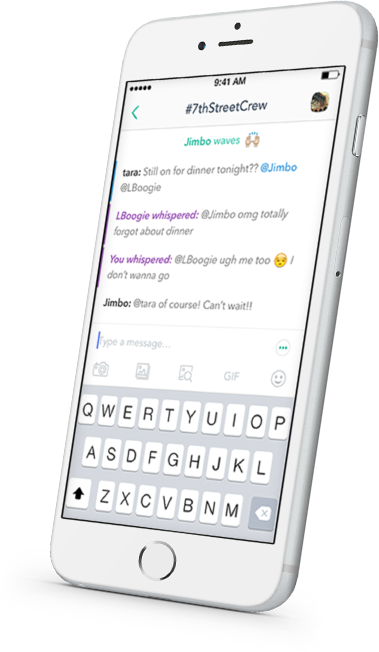 9:41 AM
#7thStreetCrew
Jimbo waves 🙌🏼
tara: Still on for dinner tonight?? @Jimbo
@LBoogie
LBoogie whispered: @Jimbo omg totally
forgot about dinner
You whispered: @LBoogie ugh me too 😒 I
don't wanna go
Jimbo: @tara of course! Can't wait!!
Type a message...
GIF
Q W E R T Y U I O P
A S D F G H J K L
Z X C V B N M